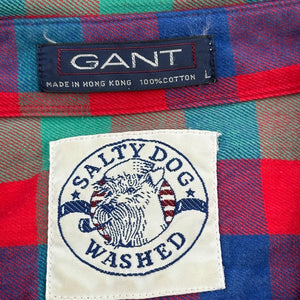 GANT
MADE IN HONG KONG 100% COTTON L
SALTY DOG
WASHED